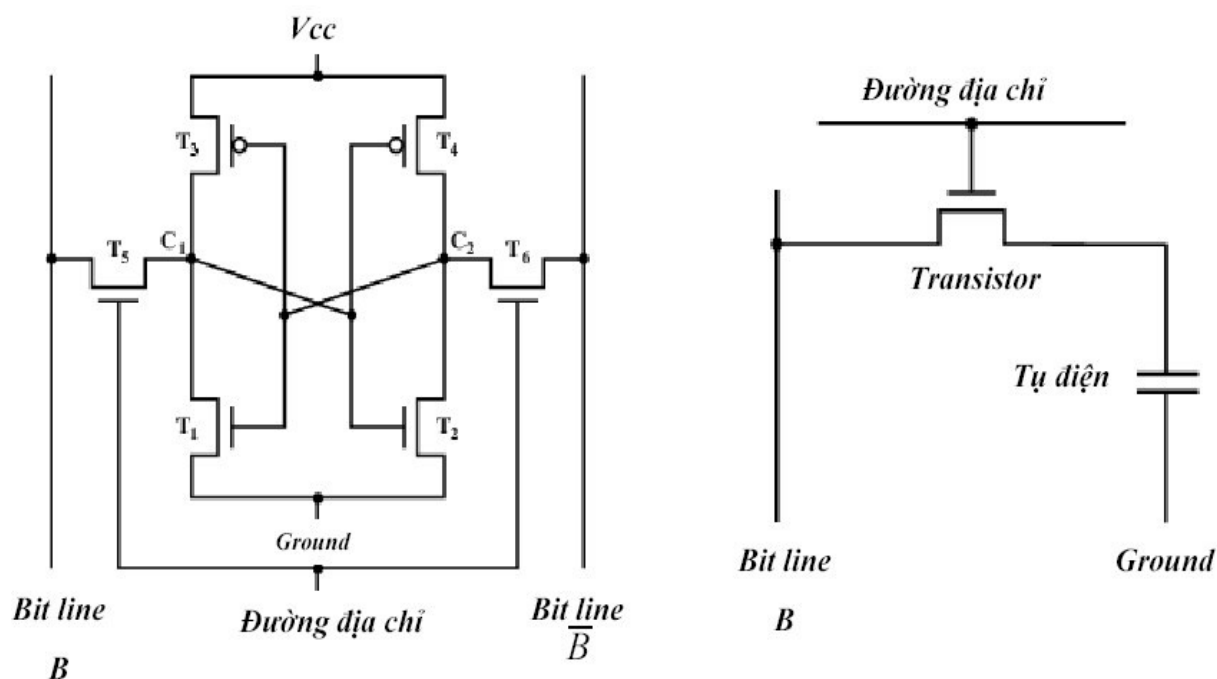 Vcc
T3
T4
C1
C2
T5
T6
T1
T2
Ground
Đường địa chỉ
Bit line
B
Bit line
B̅
Đường địa chỉ
Transistor
Tụ điện
Bit line
B
Ground